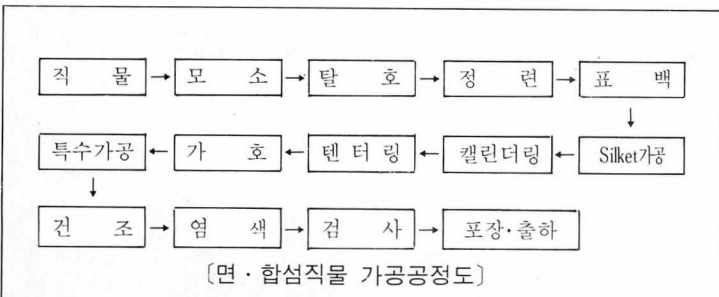 직 물 → 모 소 → 탈 호 → 정 련 → 표 백
↓
특수가공 ← 가 호 ← 텐 터 링 ← 캘린더링 ← Silket가공
↓
건 조 → 염 색 → 검 사 → 포장·출하
〔면·합섬직물 가공공정도〕